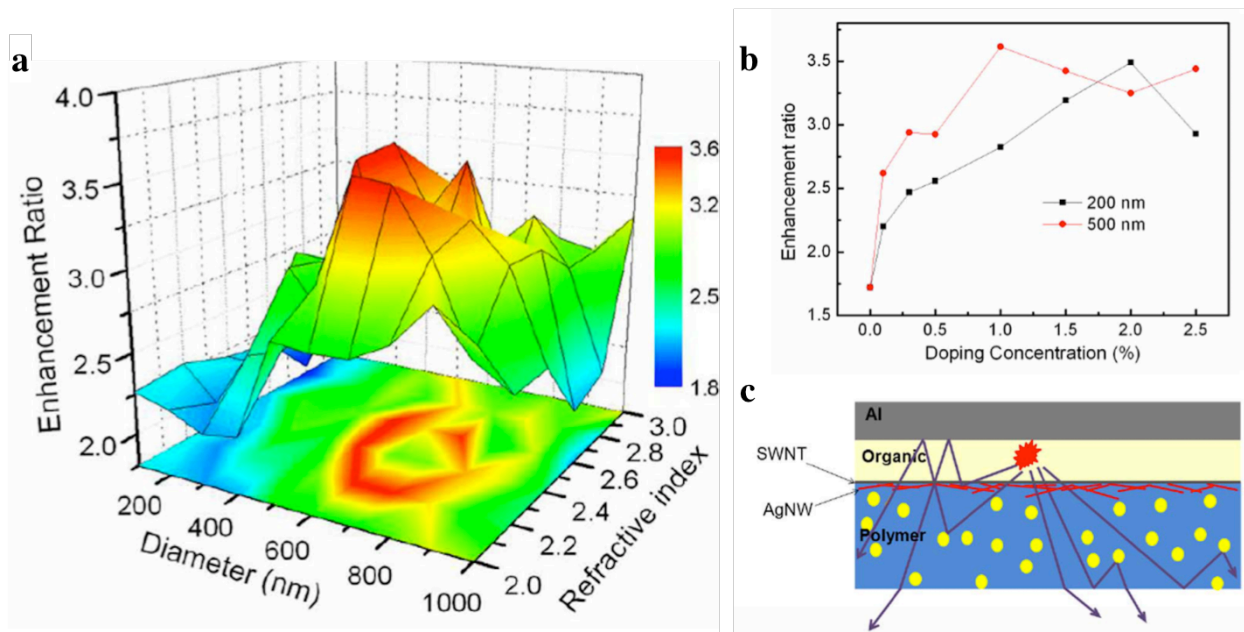 a
Enhancement Ratio
4.0
3.5
3.0
2.5
2.0
200
400
600
800
1000
Diameter (nm)
2.0
2.2
2.4
2.6
2.8
3.0
Refractive index
3.6
3.2
2.5
1.8
b
Enhancement ratio
3.5
3.0
2.5
2.0
1.5
200 nm
500 nm
0.0 0.5 1.0 1.5 2.0 2.5
Doping Concentration (%)
c
Al
SWNT
Organic
AgNW
Polymer